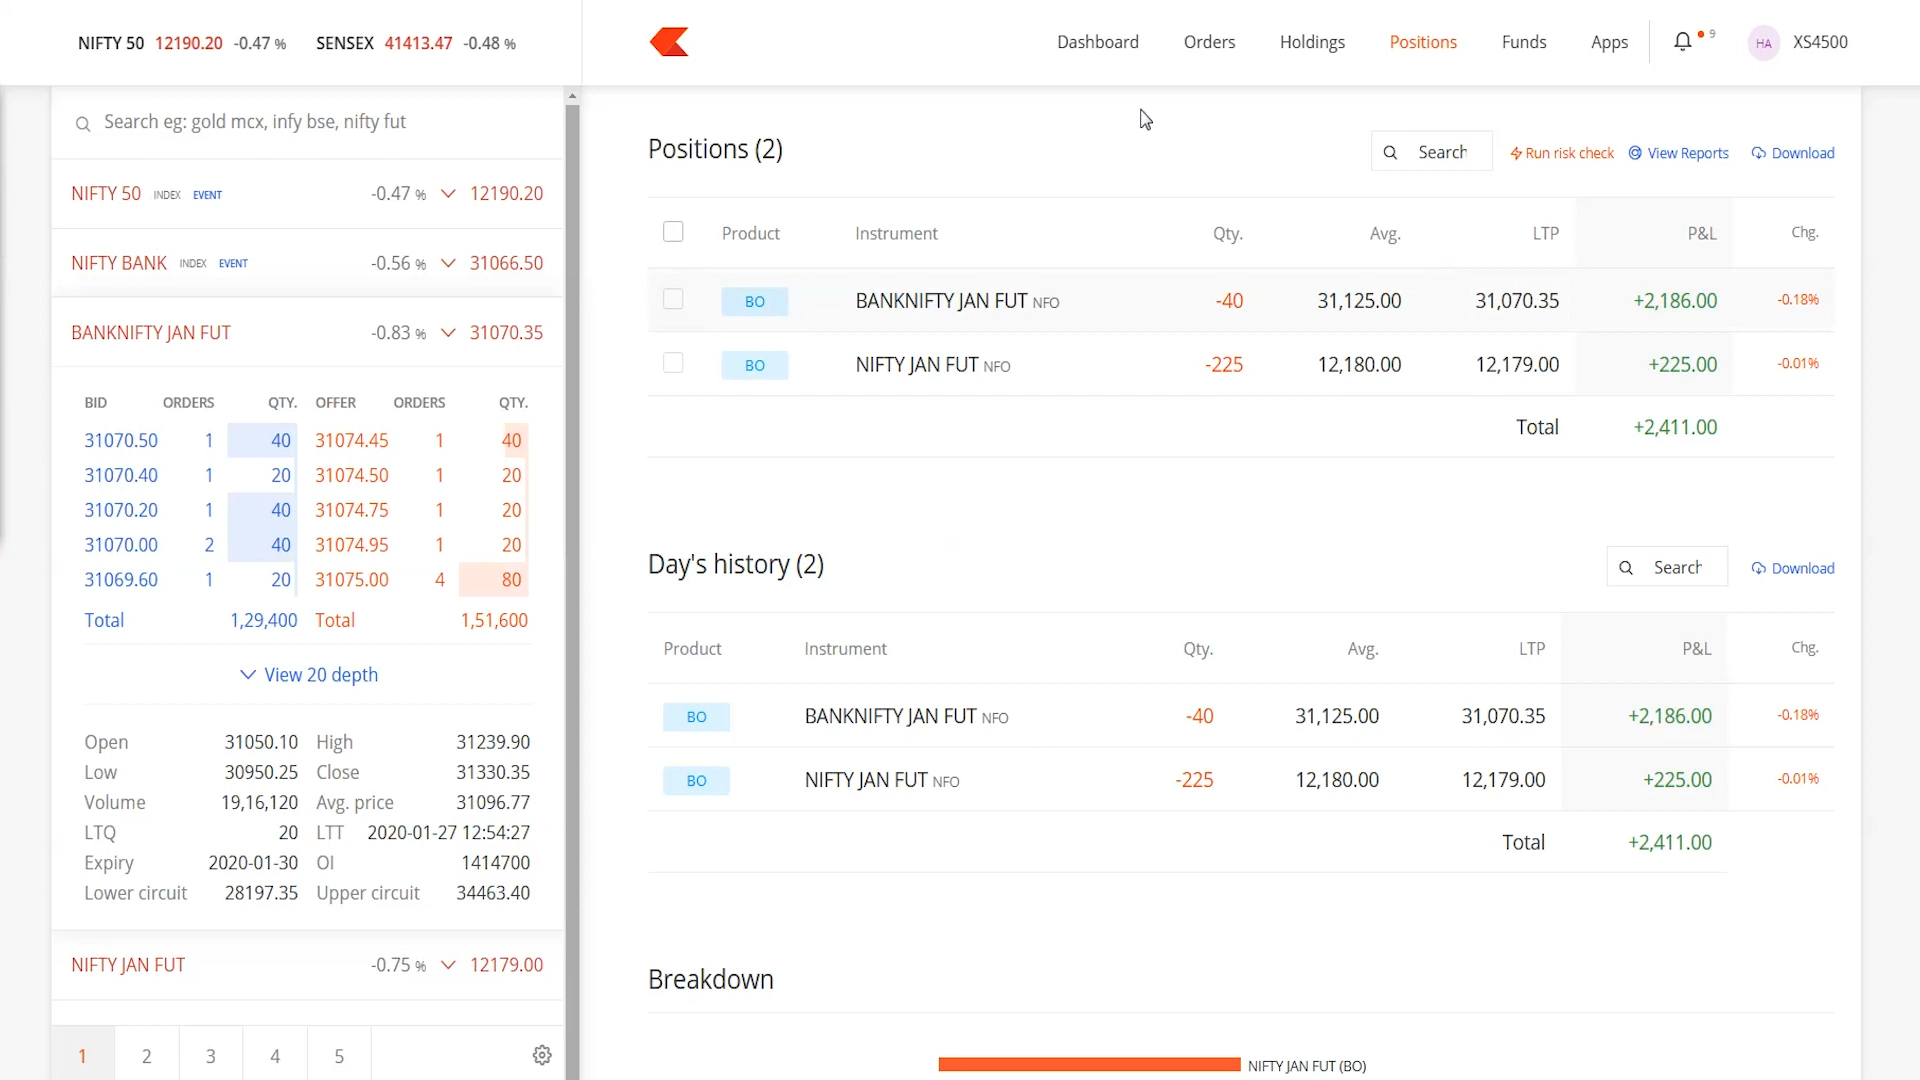 NIFTY 50 12190.20 -0.47 % SENSEX 41413.47 -0.48 %
Dashboard Orders Holdings Positions Funds Apps 9 HA XS4500
Search eg: gold mcx, infy bse, nifty fut
NIFTY 50 INDEX EVENT -0.47 % 12190.20
NIFTY BANK INDEX EVENT -0.56 % 31066.50
BANKNIFTY JAN FUT -0.83 % 31070.35
BID ORDERS QTY. OFFER ORDERS QTY.
31070.50 1 40 31074.45 1 40
31070.40 1 20 31074.50 1 20
31070.20 1 40 31074.75 1 20
31070.00 2 40 31074.95 1 20
31069.60 1 20 31075.00 4 80
Total 1,29,400 Total 1,51,600
View 20 depth
Open 31050.10 High 31239.90
Low 30950.25 Close 31330.35
Volume 19,16,120 Avg. price 31096.77
LTQ 20 LTT 2020-01-27 12:54:27
Expiry 2020-01-30 OI 1414700
Lower circuit 28197.35 Upper circuit 34463.40
NIFTY JAN FUT -0.75 % 12179.00
1 2 3 4 5
Positions (2) Search Run risk check View Reports Download
Product Instrument Qty. Avg. LTP P&L Chg.
BO BANKNIFTY JAN FUT NFO -40 31,125.00 31,070.35 +2,186.00 -0.18%
BO NIFTY JAN FUT NFO -225 12,180.00 12,179.00 +225.00 -0.01%
Total +2,411.00
Day's history (2) Search Download
Product Instrument Qty. Avg. LTP P&L Chg.
BO BANKNIFTY JAN FUT NFO -40 31,125.00 31,070.35 +2,186.00 -0.18%
BO NIFTY JAN FUT NFO -225 12,180.00 12,179.00 +225.00 -0.01%
Total +2,411.00
Breakdown
NIFTY JAN FUT (BO)